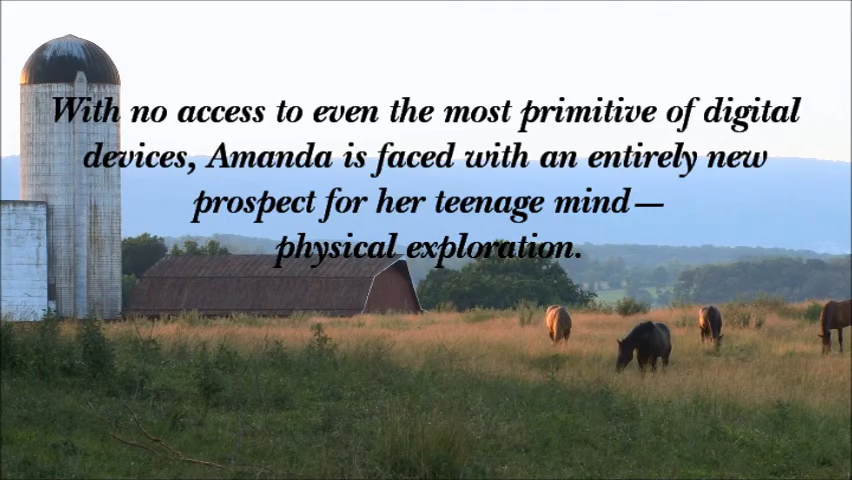 With no access to even the most primitive of digital
devices, Amanda is faced with an entirely new
prospect for her teenage mind—
physical exploration.